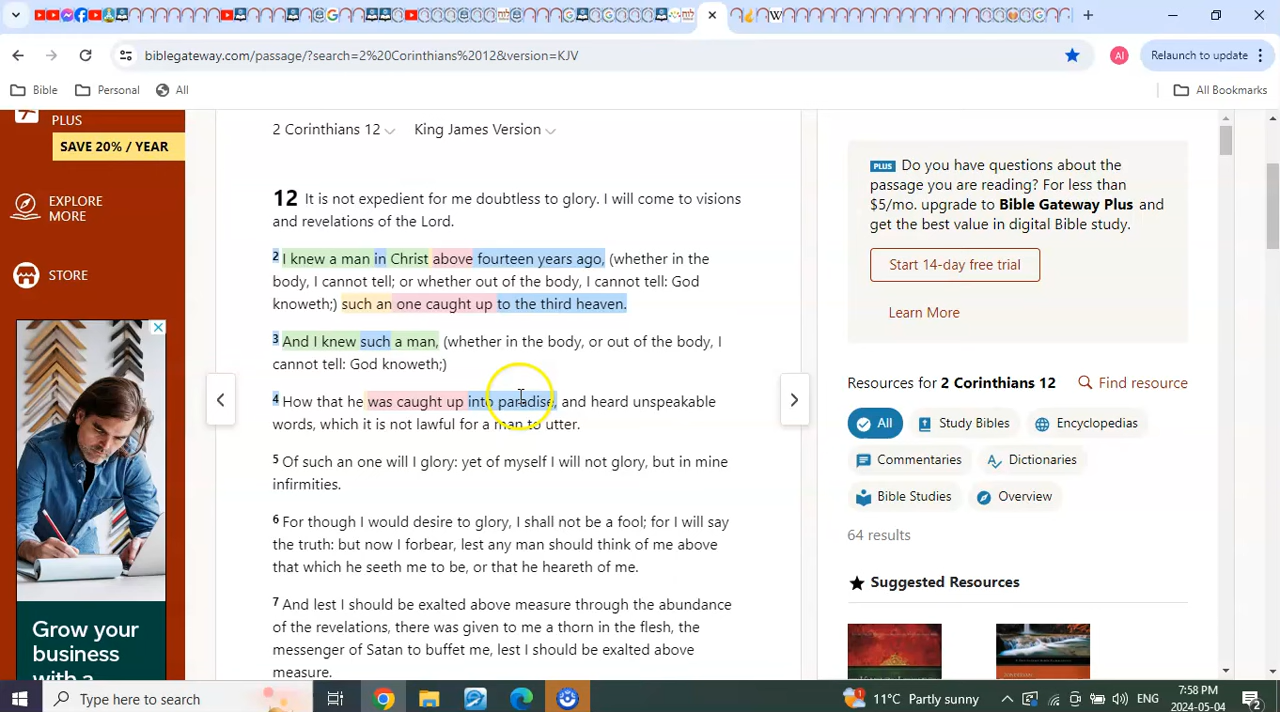 biblegateway.com/passage/?search=2%20Corinthians%2012&version=KJV
AI
Relaunch to update
Bible
Personal
All
All Bookmarks
PLUS
SAVE 20% / YEAR
EXPLORE
MORE
STORE
Grow your
business
with a
2 Corinthians 12
King James Version
12 It is not expedient for me doubtless to glory. I will come to visions
and revelations of the Lord.
2 I knew a man in Christ above fourteen years ago, (whether in the
body, I cannot tell; or whether out of the body, I cannot tell: God
knoweth;) such an one caught up to the third heaven.
3 And I knew such a man, (whether in the body, or out of the body, I
cannot tell: God knoweth;)
4 How that he was caught up into paradise, and heard unspeakable
words, which it is not lawful for a man to utter.
5 Of such an one will I glory: yet of myself I will not glory, but in mine
infirmities.
6 For though I would desire to glory, I shall not be a fool; for I will say
the truth: but now I forbear, lest any man should think of me above
that which he seeth me to be, or that he heareth of me.
7 And lest I should be exalted above measure through the abundance
of the revelations, there was given to me a thorn in the flesh, the
messenger of Satan to buffet me, lest I should be exalted above
measure.
PLUS Do you have questions about the
passage you are reading? For less than
$5/mo. upgrade to Bible Gateway Plus and
get the best value in digital Bible study.
Start 14-day free trial
Learn More
Resources for 2 Corinthians 12
Find resource
All
Study Bibles
Encyclopedias
Commentaries
Dictionaries
Bible Studies
Overview
64 results
Suggested Resources
Type here to search
11°C Partly sunny
ENG
7:58 PM
2024-05-04
2